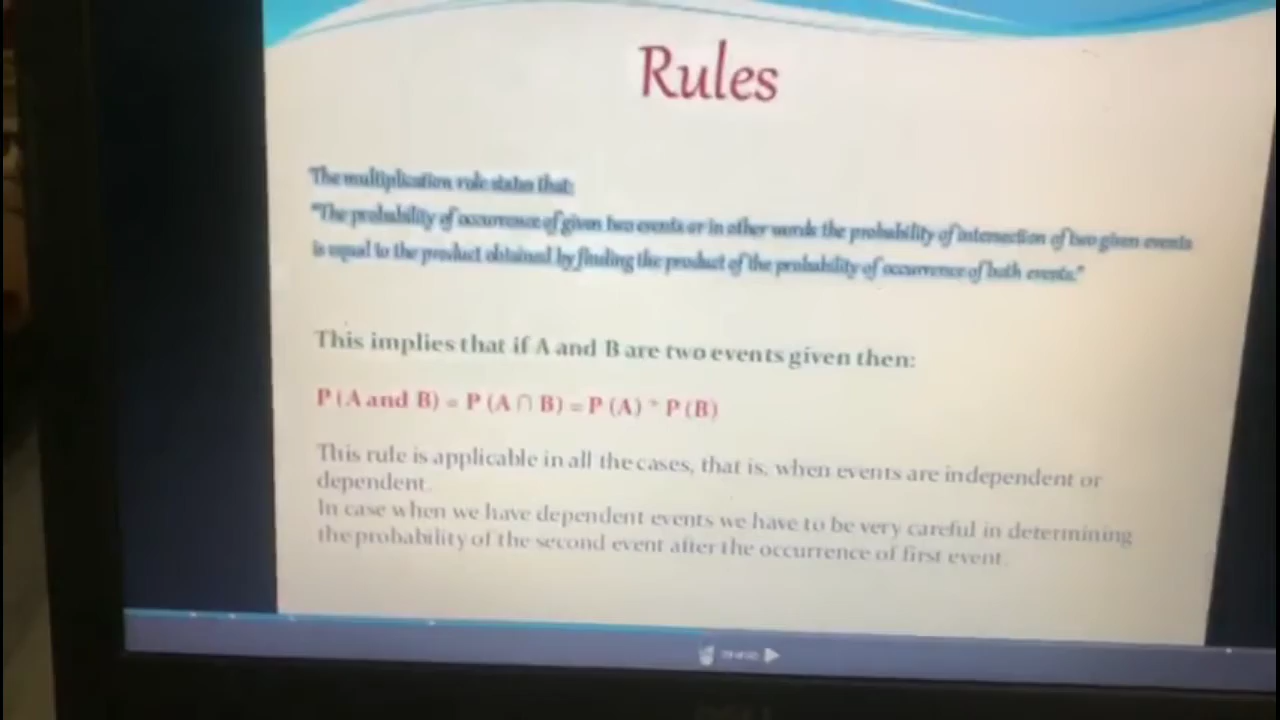 Rules
The multiplication rule states that:
"The probability of occurrence of given two events or in other words the probability of intersection of two given events
is equal to the product obtained by finding the product of the probability of occurrence of both events."
This implies that if A and B are two events given then:
P (A and B) = P (A ∩ B) = P (A) * P (B)
This rule is applicable in all the cases, that is, when events are independent or
dependent.
In case when we have dependent events we have to be very careful in determining
the probability of the second event after the occurrence of first event.